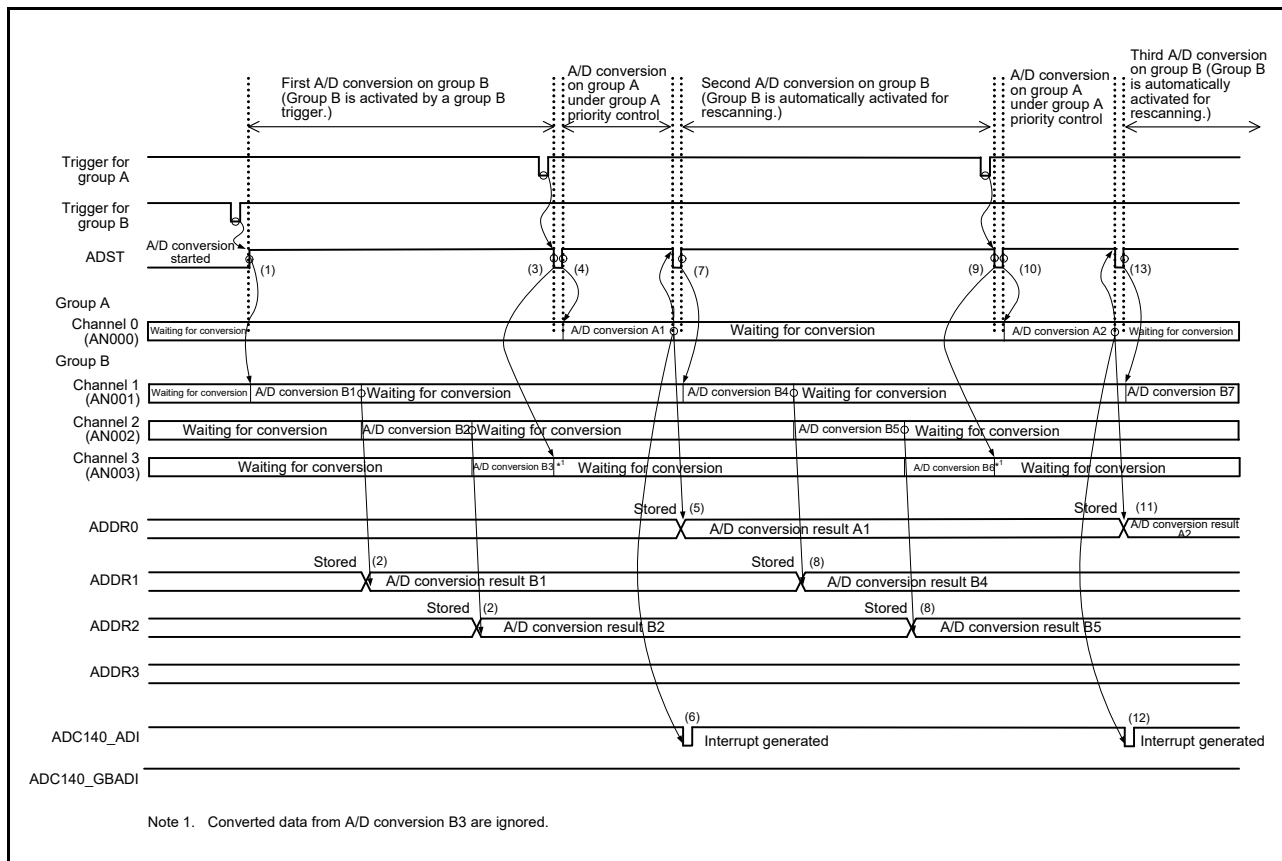 First A/D conversion on group B
(Group B is activated by a group B
trigger.)
A/D conversion
on group A
under group A
priority control
Second A/D conversion on group B
(Group B is automatically activated for
rescanning.)
A/D conversion
on group A
under group A
priority control
Third A/D conversion
on group B (Group B
is automatically
activated for
rescanning.)
Trigger for
group A
Trigger for
group B
ADST
A/D conversion
started
(1)
(3)
(4)
(7)
(9)
(10)
(13)
Group A
Channel 0
(AN000)
Waiting for conversion
A/D conversion A1
Waiting for conversion
A/D conversion A2
Waiting for conversion
Group B
Channel 1
(AN001)
Waiting for conversion
A/D conversion B1
Waiting for conversion
A/D conversion B4
Waiting for conversion
A/D conversion B7
Channel 2
(AN002)
Waiting for conversion
A/D conversion B2
Waiting for conversion
A/D conversion B5
Waiting for conversion
Channel 3
(AN003)
Waiting for conversion
A/D conversion B3 *1
Waiting for conversion
A/D conversion B6*1
Waiting for conversion
ADDR0
Stored
(5)
A/D conversion result A1
Stored
(11)
A/D conversion result
A2
ADDR1
Stored
(2)
A/D conversion result B1
Stored
(8)
A/D conversion result B4
ADDR2
Stored
(2)
A/D conversion result B2
Stored
(8)
A/D conversion result B5
ADDR3
ADC140_ADI
(6)
Interrupt generated
(12)
Interrupt generated
ADC140_GBADI
Note 1. Converted data from A/D conversion B3 are ignored.